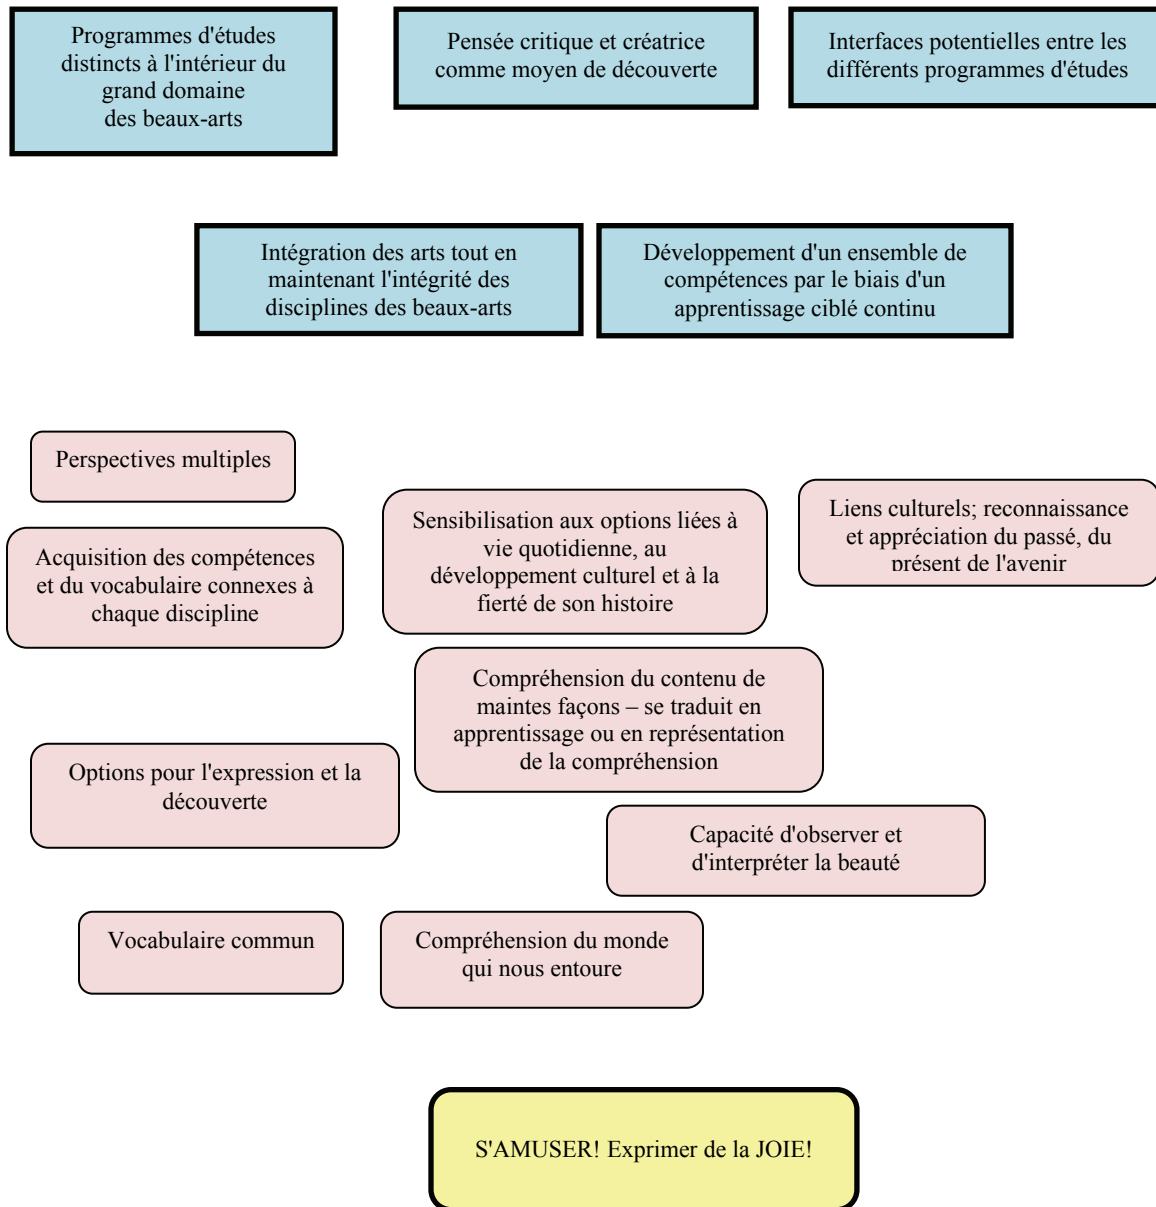 Programmes d'études
distincts à l'intérieur du
grand domaine
des beaux-arts
Pensée critique et créatrice
comme moyen de découverte
Interfaces potentielles entre les
différents programmes d'études
Intégration des arts tout en
maintenant l'intégrité des
disciplines des beaux-arts
Développement d'un ensemble de
compétences par le biais d'un
apprentissage ciblé continu
Perspectives multiples
Acquisition des compétences
et du vocabulaire connexes à
chaque discipline
Sensibilisation aux options liées à
vie quotidienne, au
développement culturel et à la
fierté de son histoire
Liens culturels; reconnaissance
et appréciation du passé, du
présent de l'avenir
Compréhension du contenu de
maintes façons – se traduit en
apprentissage ou en représentation
de la compréhension
Options pour l'expression et la
découverte
Capacité d'observer et
d'interpréter la beauté
Vocabulaire commun
Compréhension du monde
qui nous entoure
S'AMUSER! Exprimer de la JOIE!